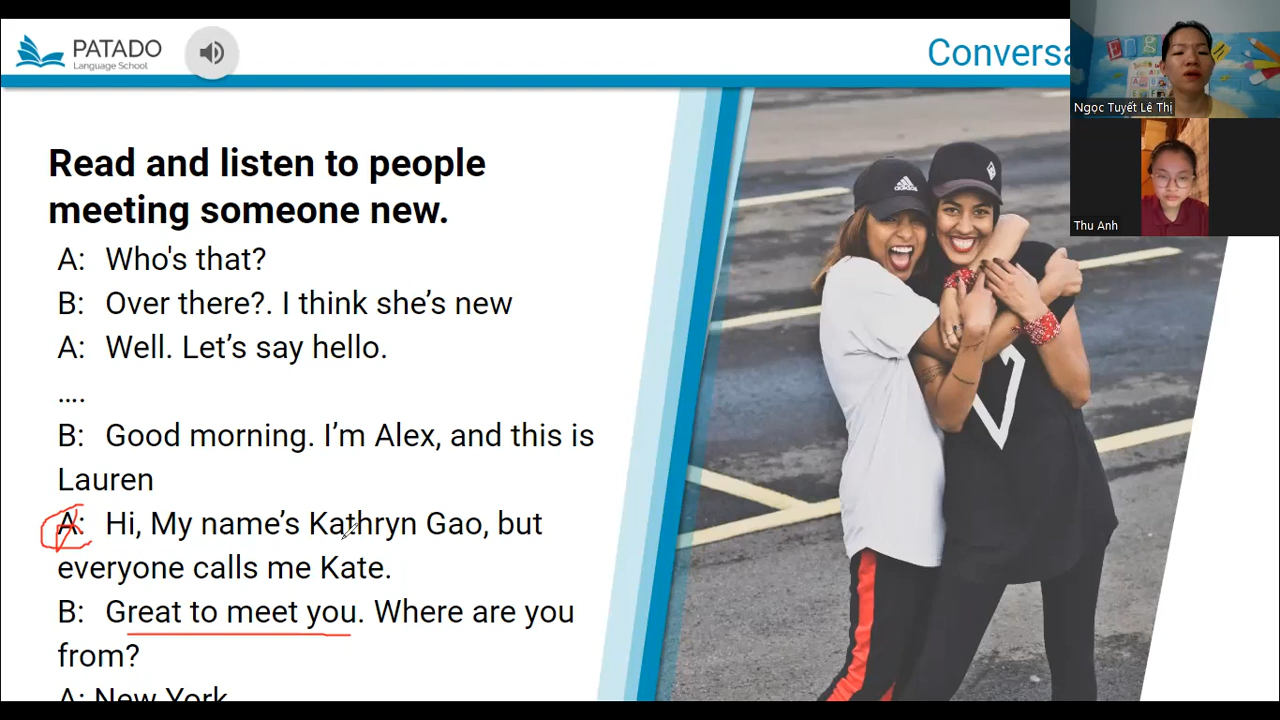 PATADO
Language School
Conversa
Ngọc Tuyết Lê Thị
Thu Anh
Read and listen to people
meeting someone new.
A: Who's that?
B: Over there?. I think she’s new
A: Well. Let’s say hello.
....
B: Good morning. I’m Alex, and this is
Lauren
A: Hi, My name’s Kathryn Gao, but
everyone calls me Kate.
B: Great to meet you. Where are you
from?
A: New York
adidas